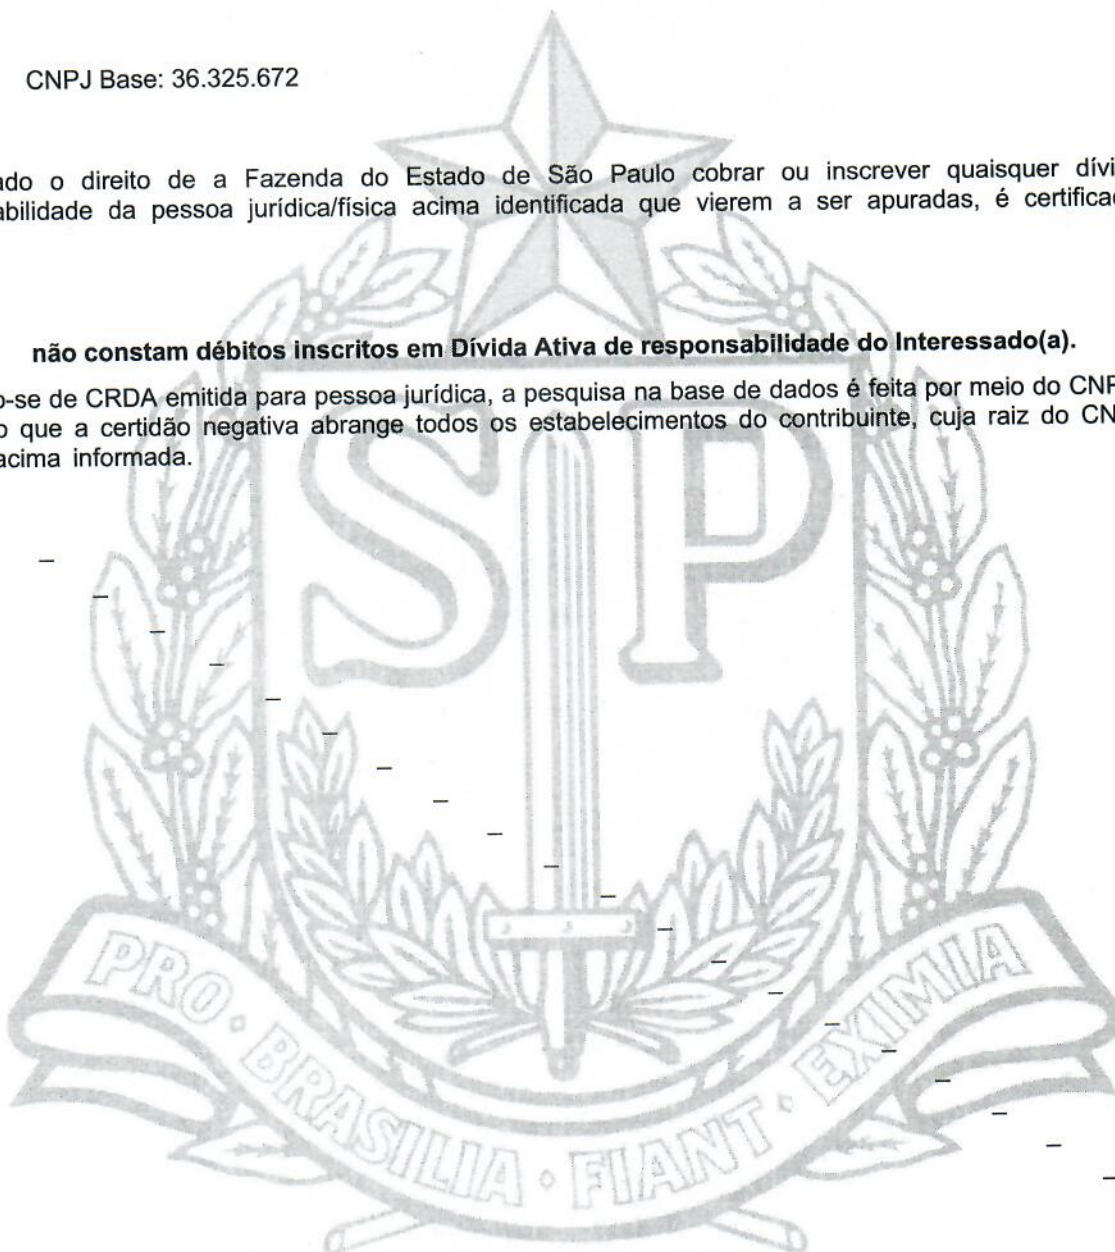 CNPJ Base: 36.325.672
ado o direito de a Fazenda do Estado de São Paulo cobrar ou inscrever quaisquer dívi
abilidade da pessoa jurídica/física acima identificada que vierem a ser apuradas, é certifica
não constam débitos inscritos em Dívida Ativa de responsabilidade do Interessado(a).
o-se de CRDA emitida para pessoa jurídica, a pesquisa na base de dados é feita por meio do CNP
o que a certidão negativa abrange todos os estabelecimentos do contribuinte, cuja raiz do CN
acima informada.
SP
PRO · BRASILIA · FIANT · EXIMIA